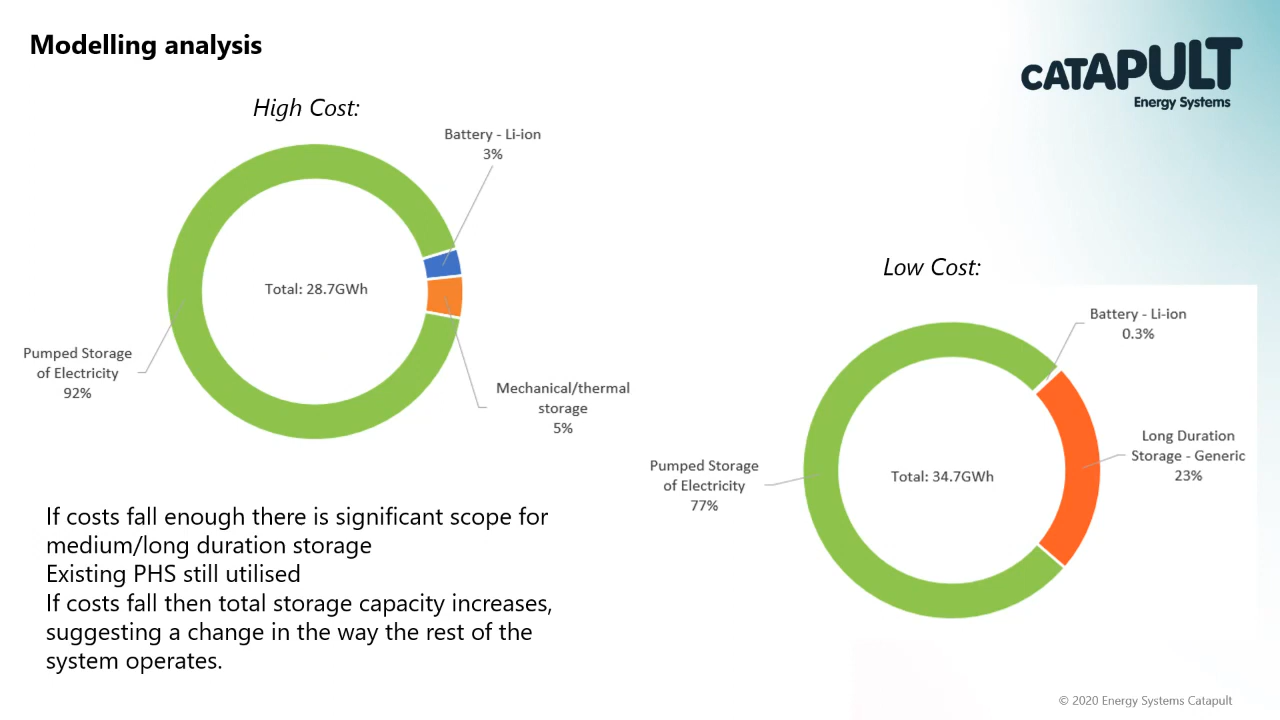 Modelling analysis
CATAPULT
Energy Systems
High Cost:
Battery - Li-ion
3%
Total: 28.7GWh
Pumped Storage
of Electricity
92%
Mechanical/thermal
storage
5%
Low Cost:
Battery - Li-ion
0.3%
Long Duration
Storage - Generic
23%
Total: 34.7GWh
Pumped Storage
of Electricity
77%
If costs fall enough there is significant scope for
medium/long duration storage
Existing PHS still utilised
If costs fall then total storage capacity increases,
suggesting a change in the way the rest of the
system operates.
© 2020 Energy Systems Catapult